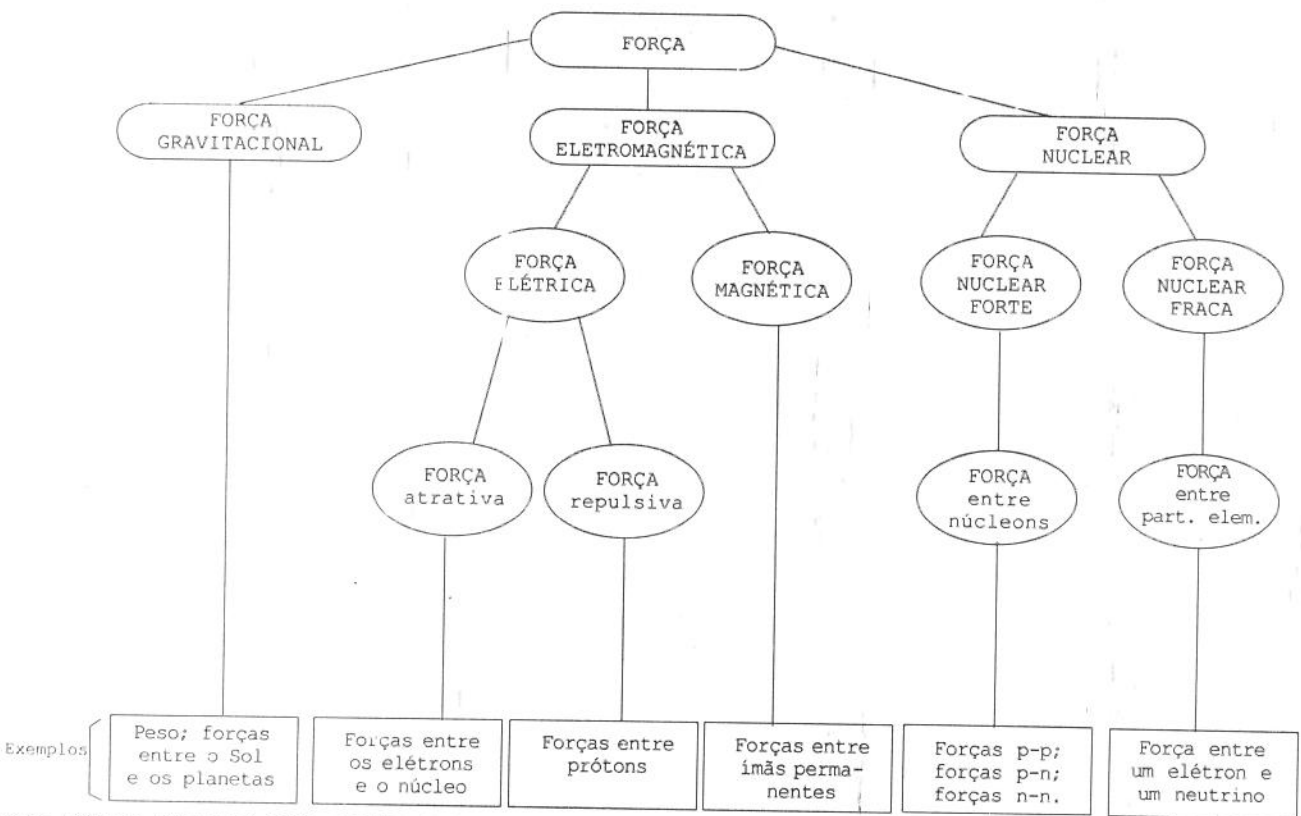 FORÇA
FORÇA
GRAVITACIONAL
FORÇA
ELETROMAGNÉTICA
FORÇA
NUCLEAR
FORÇA
ELÉTRICA
FORÇA
MAGNÉTICA
FORÇA
NUCLEAR
FORTE
FORÇA
NUCLEAR
FRACA
FORÇA
atrativa
FORÇA
repulsiva
FORÇA
entre
núcleons
FORÇA
entre
part. elem.
Exemplos
Peso; forças
entre o Sol
e os planetas
Forças entre
os elétrons
e o núcleo
Forças entre
prótons
Forças entre
imãs perma-
nentes
Forças p-p;
forças p-n;
forças n-n.
Força entre
um elétron e
um neutrino